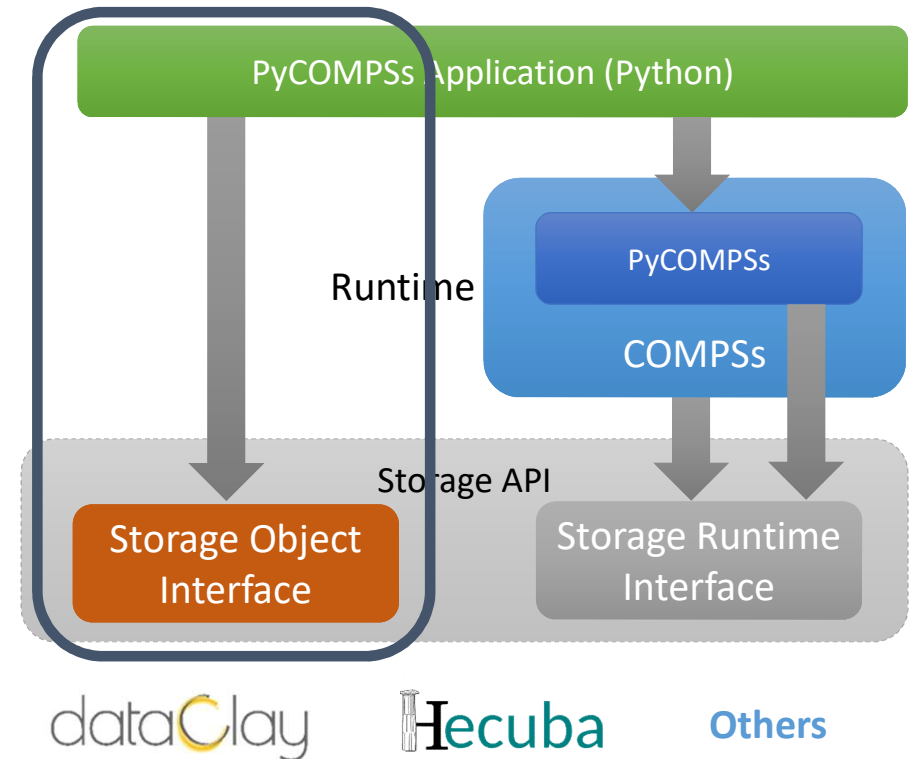 PyCOMPSs Application (Python)
PyCOMPSs
Runtime
COMPSs
Storage API
Storage Object
Interface
Storage Runtime
Interface
dataClay
Hecuba
Others